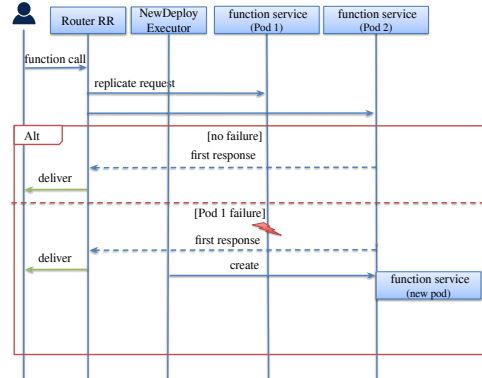 Router RR
NewDeploy
Executor
function service
(Pod 1)
function service
(Pod 2)
function call
replicate request
Alt
[no failure]
first response
deliver
[Pod 1 failure]
first response
deliver
create
function service
(new pod)